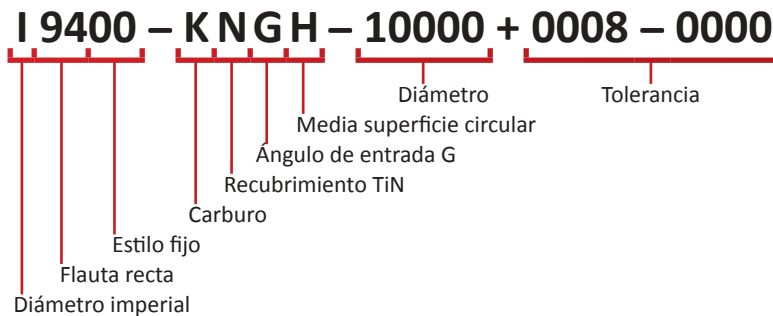 I 9400 – K N G H – 10000 + 0008 – 0000
Diámetro
Tolerancia
Media superficie circular
Ángulo de entrada G
Recubrimiento TiN
Carburo
Estilo fijo
Flauta recta
Diámetro imperial